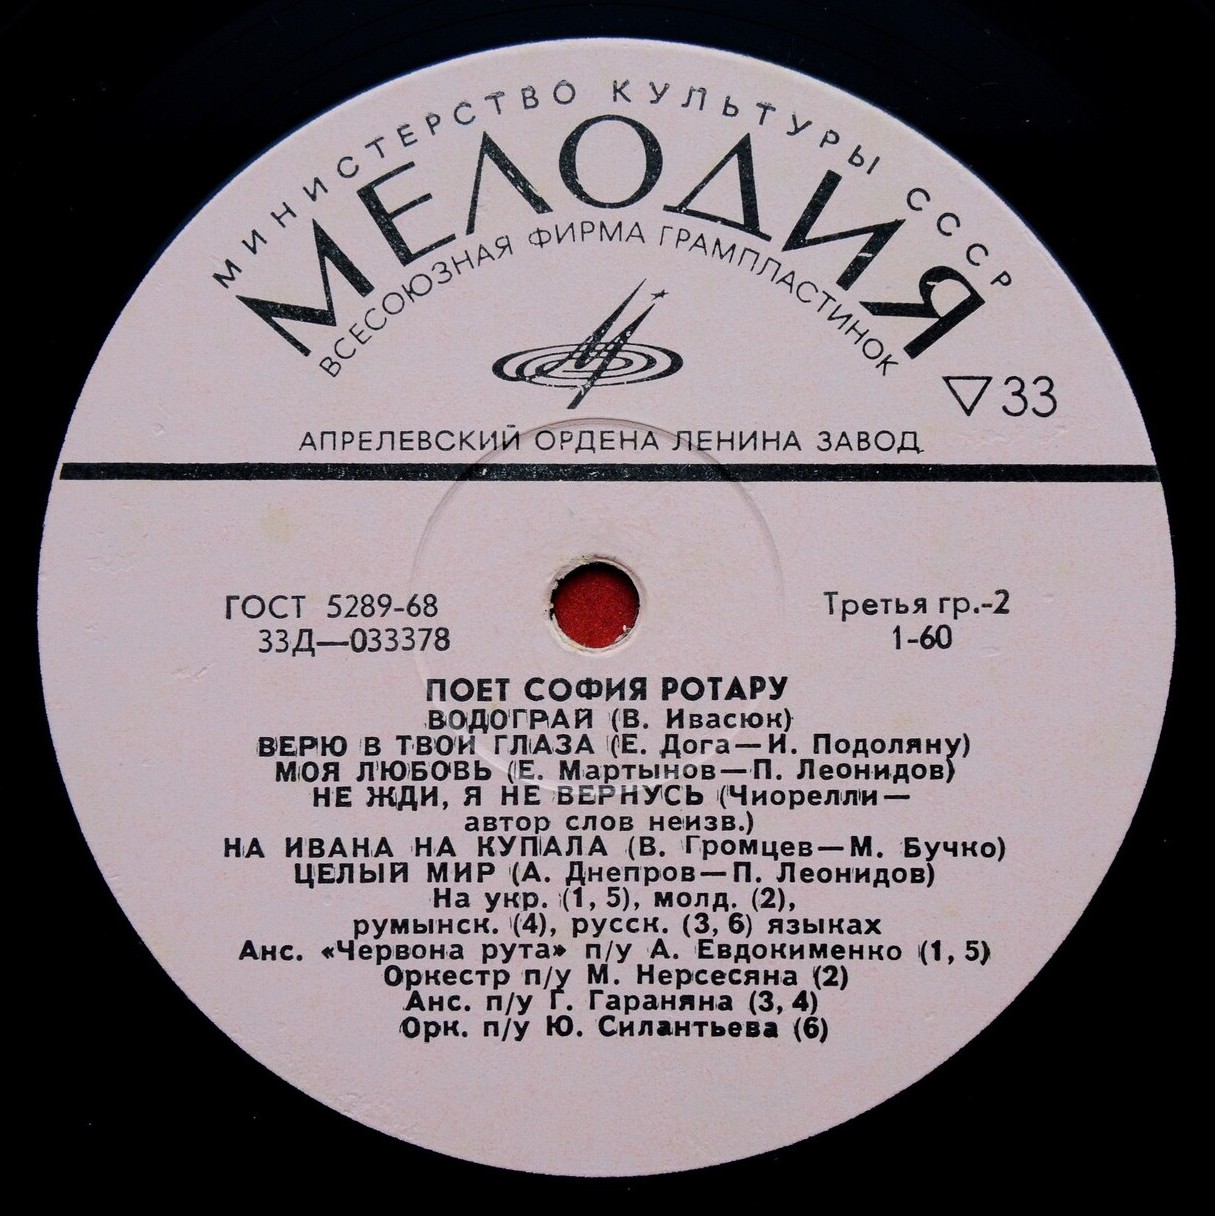 МИНИСТЕРСТВО КУЛЬТУРЫ СССР
МЕЛОДИЯ
ВСЕСОЮЗНАЯ ФИРМА ГРАМПЛАСТИНОК
▽33
АПРЕЛЕВСКИЙ ОРДЕНА ЛЕНИНА ЗАВОД
ГОСТ 5289-68
33Д—033378
Третья гр.-2
1-60
ПОЕТ СОФИЯ РОТАРУ
ВОДОГРАЙ (В. Ивасюк)
ВЕРЮ В ТВОИ ГЛАЗА (Е. Дога—И. Подоляну)
МОЯ ЛЮБОВЬ (Е. Мартынов—П. Леонидов)
НЕ ЖДИ, Я НЕ ВЕРНУСЬ (Чиорелли—
автор слов неизв.)
НА ИВАНА НА КУПАЛА (В. Громцев—М. Бучко)
ЦЕЛЫЙ МИР (А. Днепров—П. Леонидов)
На укр. (1, 5), молд. (2),
румынск. (4), русск. (3, 6) языках
Анс. «Червона рута» п/у А. Евдокименко (1, 5)
Оркестр п/у М. Нерсесяна (2)
Анс. п/у Г. Гараняна (3, 4)
Орк. п/у Ю. Силантьева (6)